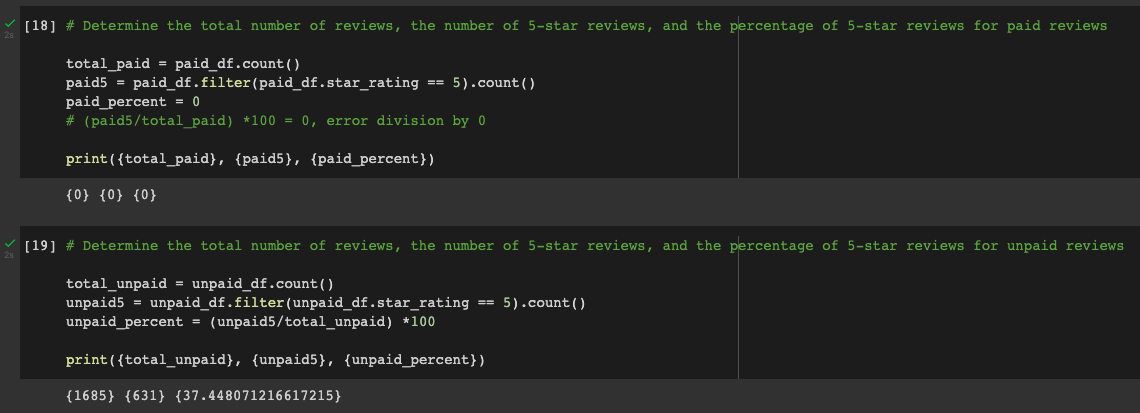 [18] # Determine the total number of reviews, the number of 5-star reviews, and the percentage of 5-star reviews for paid reviews
2s
total_paid = paid_df.count()
paid5 = paid_df.filter(paid_df.star_rating == 5).count()
paid_percent = 0
# (paid5/total_paid) *100 = 0, error division by 0
print({total_paid}, {paid5}, {paid_percent})
{0} {0} {0}
[19] # Determine the total number of reviews, the number of 5-star reviews, and the percentage of 5-star reviews for unpaid reviews
2s
total_unpaid = unpaid_df.count()
unpaid5 = unpaid_df.filter(unpaid_df.star_rating == 5).count()
unpaid_percent = (unpaid5/total_unpaid) *100
print({total_unpaid}, {unpaid5}, {unpaid_percent})
{1685} {631} {37.448071216617215}